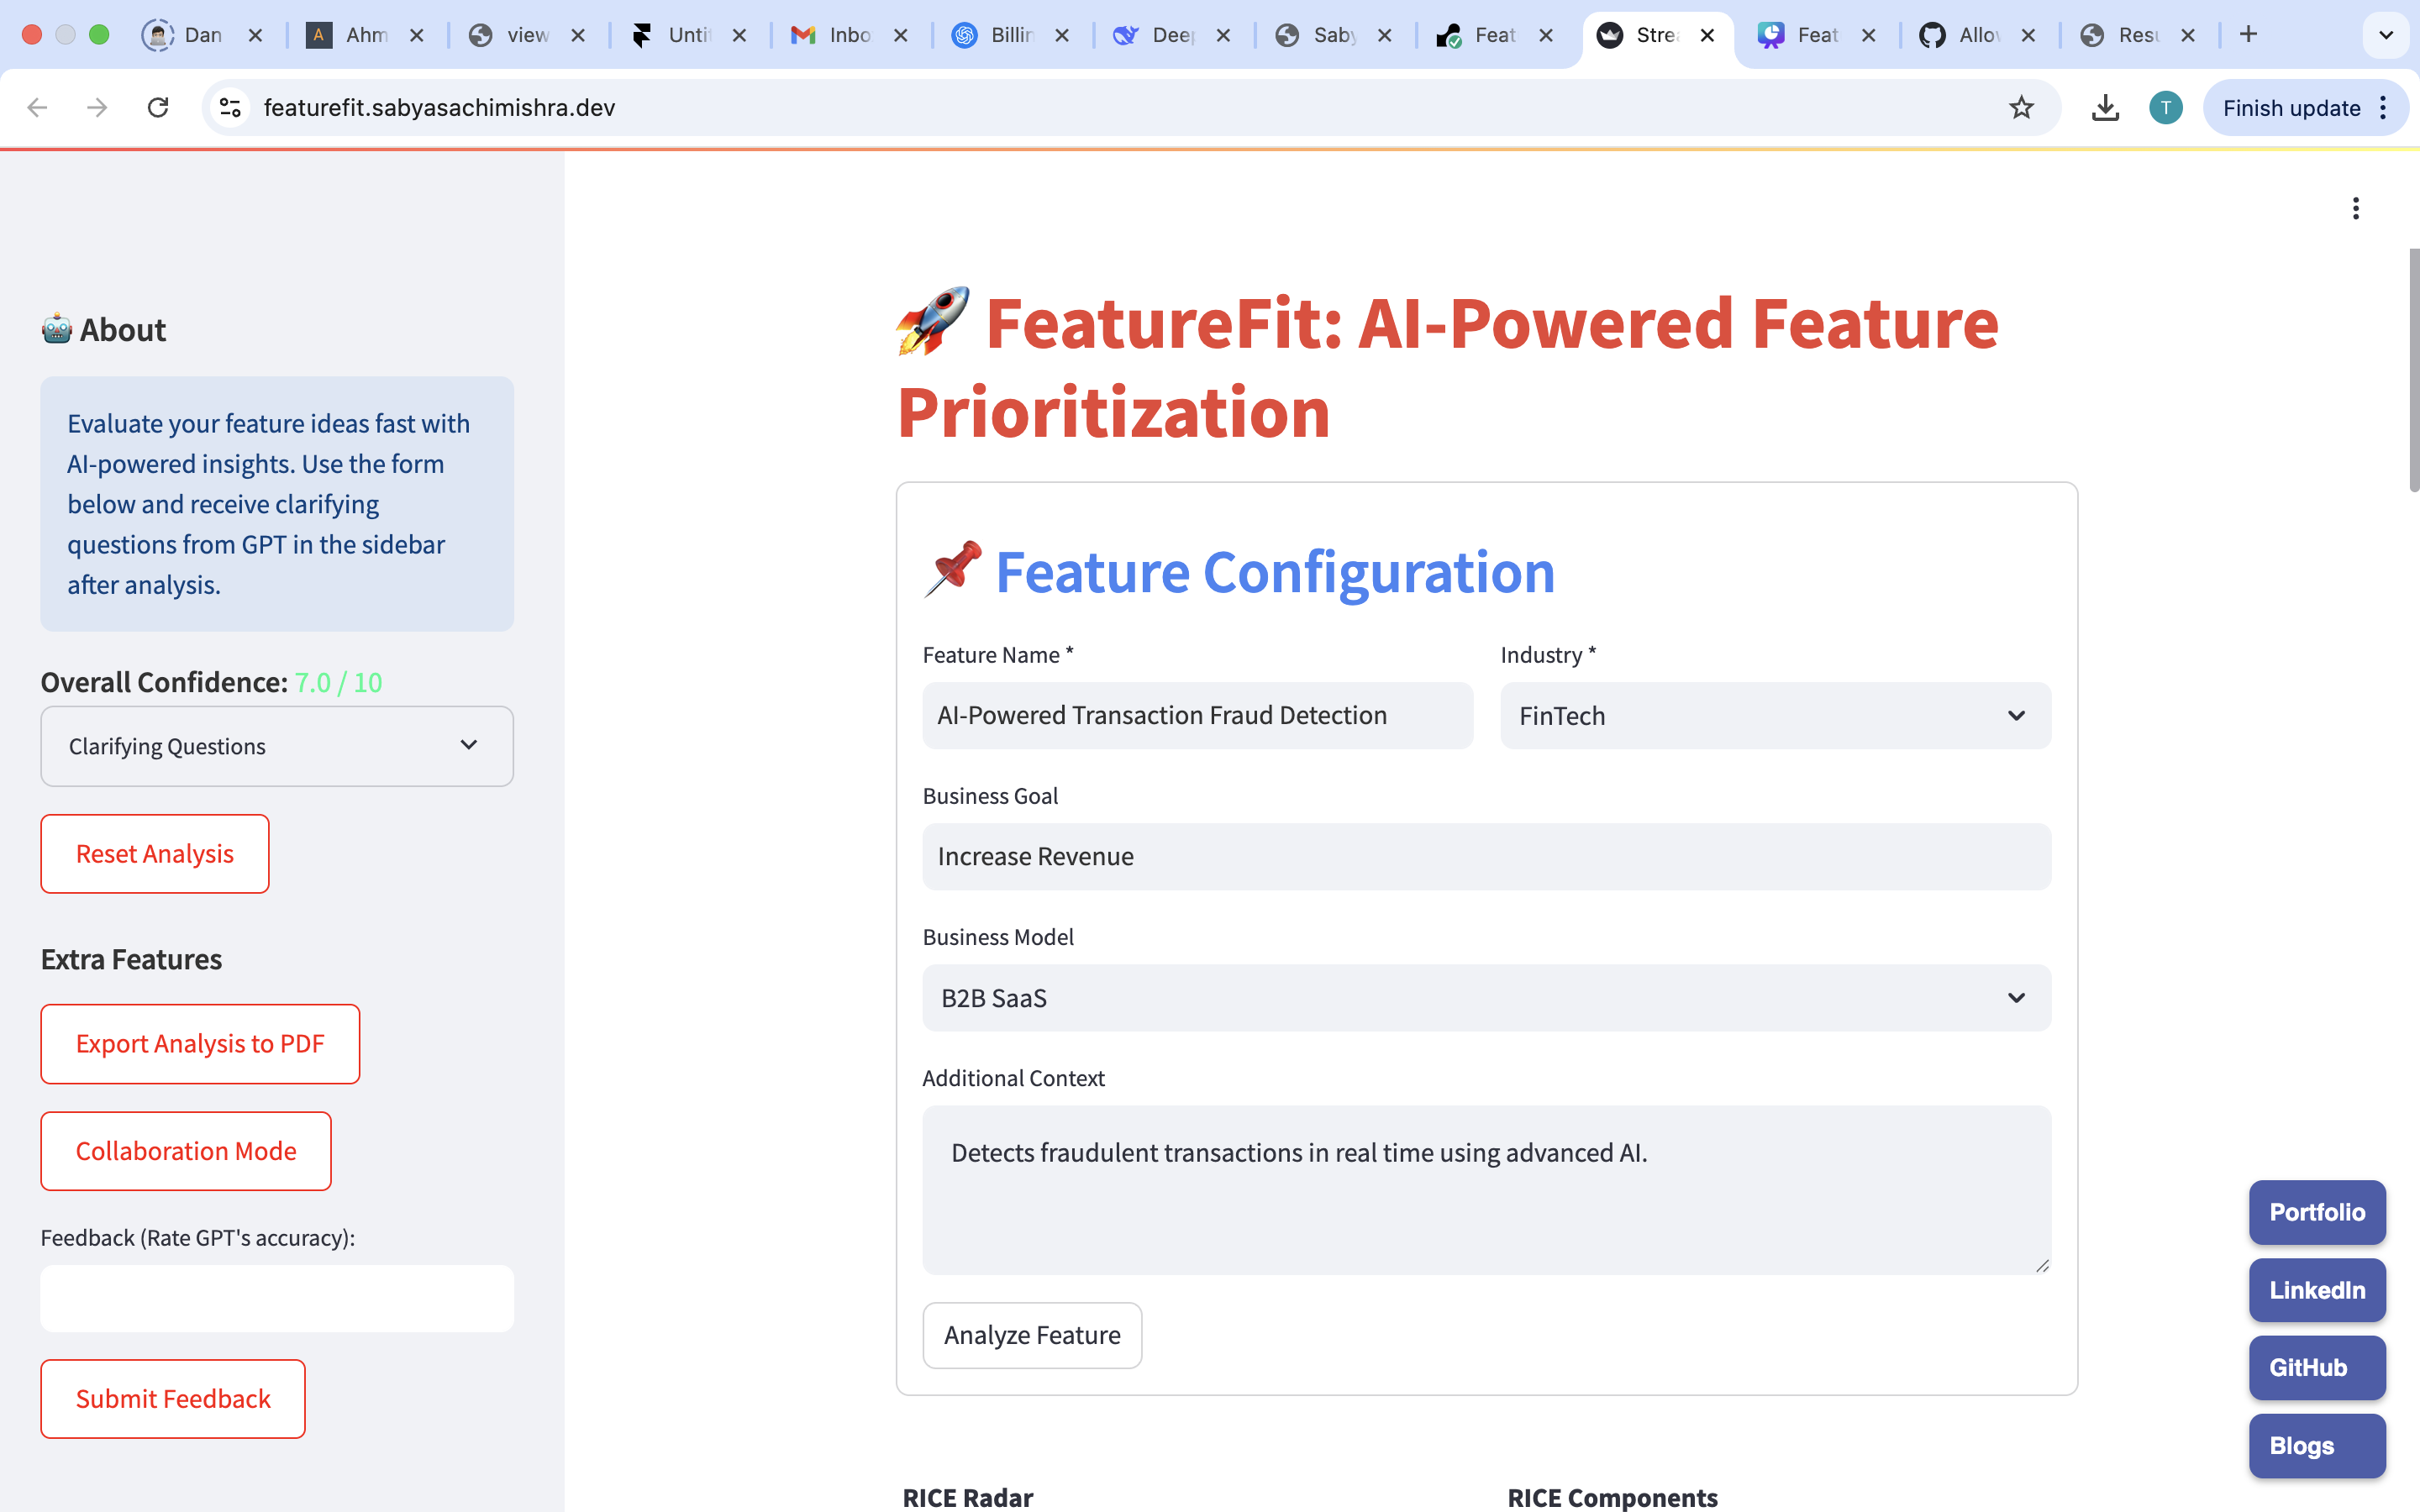 Dan
A
Ahm
view
Unti
Inbo
Billin
Deep
Saby
Feat
Strea
Feat
Allov
Resu
featurefit.sabyasachimishra.dev
T
Finish update
🤖 About
Evaluate your feature ideas fast with
AI-powered insights. Use the form
below and receive clarifying
questions from GPT in the sidebar
after analysis.
Overall Confidence: 7.0 / 10
Clarifying Questions
Reset Analysis
Extra Features
Export Analysis to PDF
Collaboration Mode
Feedback (Rate GPT's accuracy):
Submit Feedback
🚀 FeatureFit: AI-Powered Feature
Prioritization
📌 Feature Configuration
Feature Name *
AI-Powered Transaction Fraud Detection
Industry *
FinTech
Business Goal
Increase Revenue
Business Model
B2B SaaS
Additional Context
Detects fraudulent transactions in real time using advanced AI.
Analyze Feature
RICE Radar
RICE Components
Portfolio
LinkedIn
GitHub
Blogs